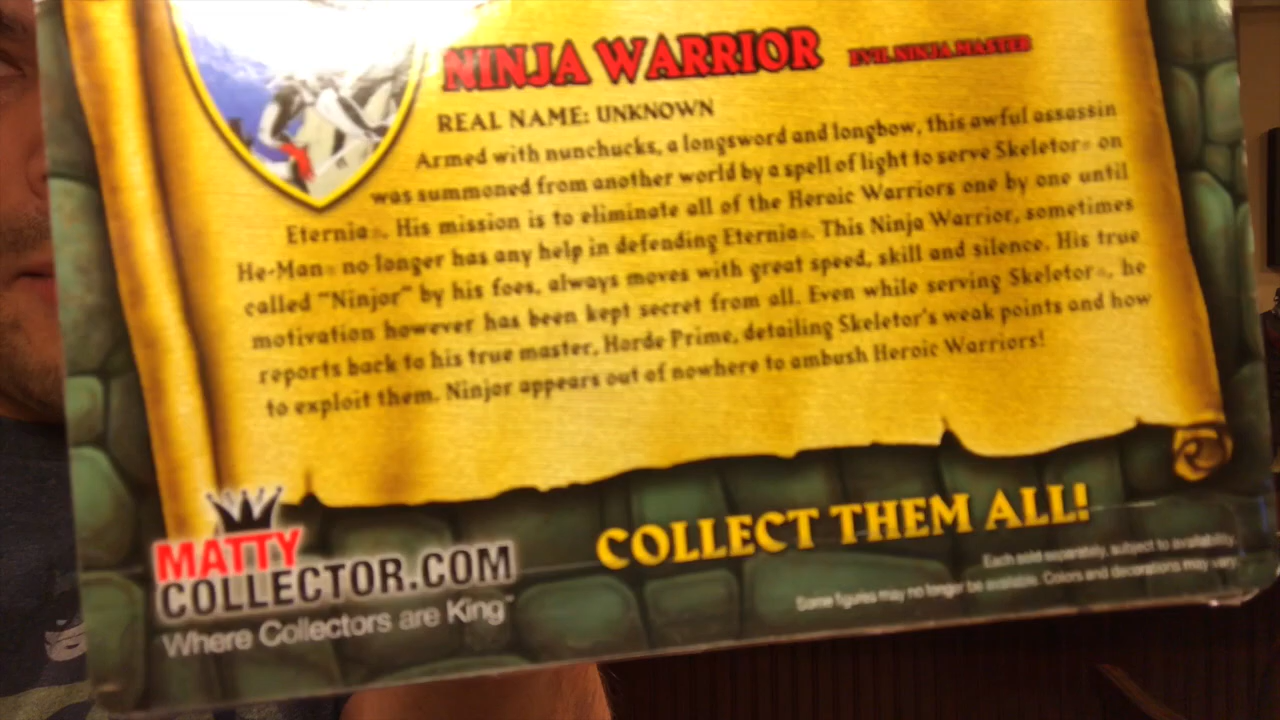 NINJA WARRIOR EVIL NINJA MASTER
REAL NAME: UNKNOWN
Armed with nunchucks, a longsword and longbow, this awful assassin
was summoned from another world by a spell of light to serve Skeletor® on
Eternia®. His mission is to eliminate all of the Heroic Warriors one by one until
He-Man® no longer has any help in defending Eternia®. This Ninja Warrior, sometimes
called "Ninjor" by his foes, always moves with great speed, skill and silence. His true
motivation however has been kept secret from all. Even while serving Skeletor®, he
reports back to his true master, Horde Prime, detailing Skeletor's weak points and how
to exploit them. Ninjor appears out of nowhere to ambush Heroic Warriors!
MATTY
COLLECTOR.COM
Where Collectors are King™
COLLECT THEM ALL!
Each sold separately, subject to availability.
Some figures may no longer be available. Colors and decorations may vary.